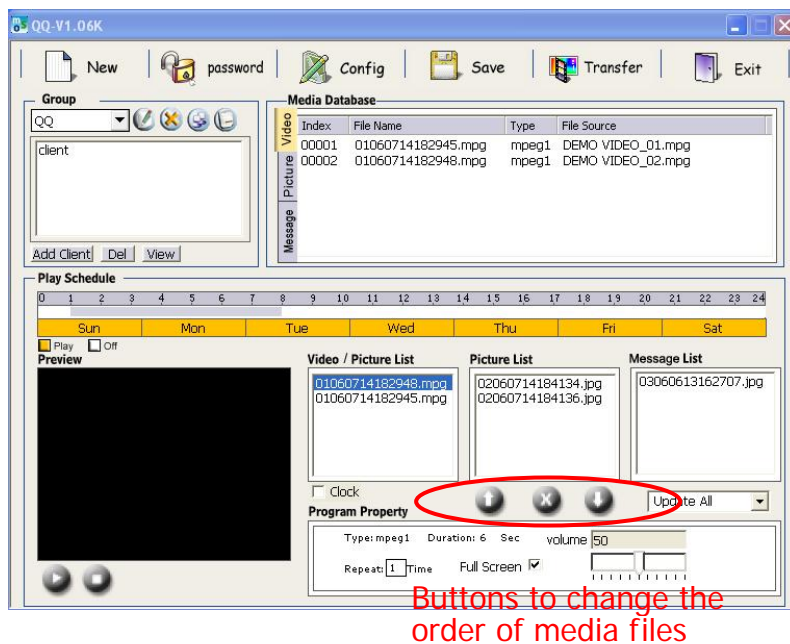 QQ-V1.06K
New password Config Save Transfer Exit
Group
QQ
client
Add Client Del View
Media Database
Video
Picture
Message
Index File Name Type File Source
00001 01060714182945.mpg mpeg1 DEMO VIDEO_01.mpg
00002 01060714182948.mpg mpeg1 DEMO VIDEO_02.mpg
Play Schedule
0 1 2 3 4 5 6 7 8 9 10 11 12 13 14 15 16 17 18 19 20 21 22 23 24
Sun Mon Tue Wed Thu Fri Sat
Play Off
Preview
Video / Picture List
01060714182948.mpg
01060714182945.mpg
Picture List
02060714184134.jpg
02060714184136.jpg
Message List
03060613162707.jpg
Clock
X
Update All
Program Property
Type: mpeg1 Duration: 6 Sec volume 50
Repeat: 1 Time Full Screen
Buttons to change the
order of media files